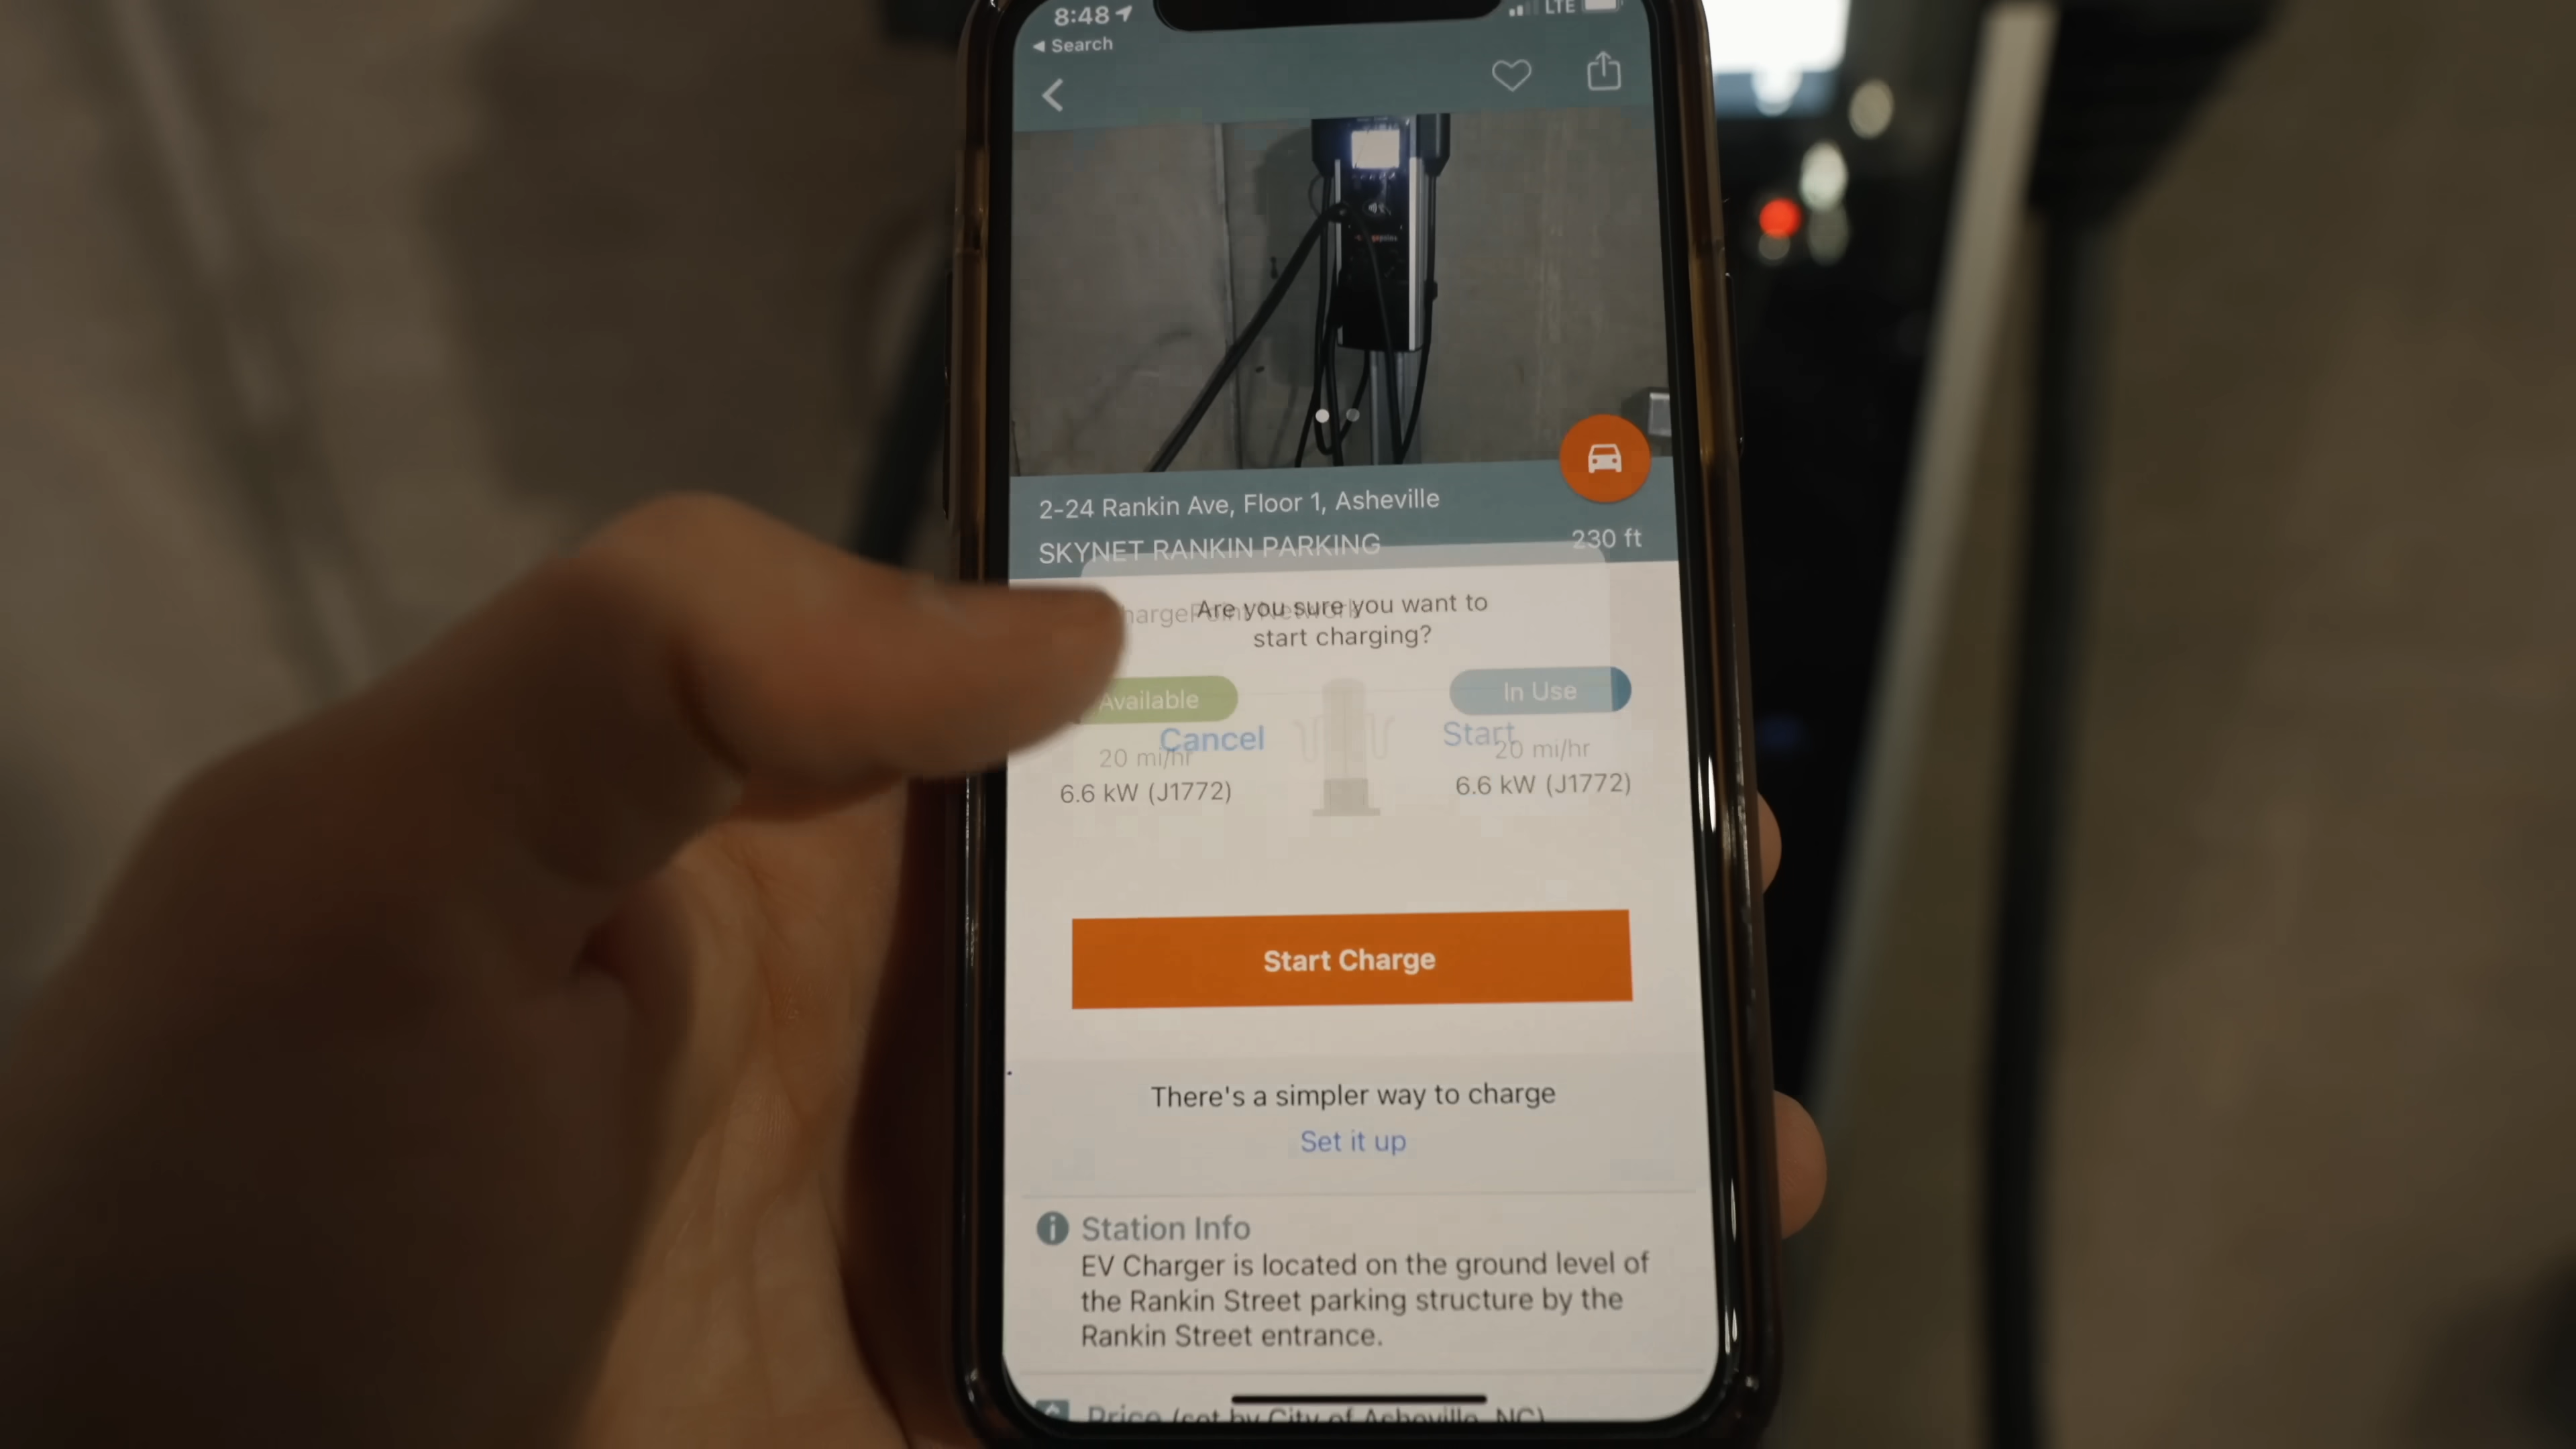 8:48
LTE
Search
2-24 Rankin Ave, Floor 1, Asheville
SKYNET RANKIN PARKING
230 ft
hargePoint Network
Are you sure you want to
start charging?
Available
In Use
Cancel
Start
20 mi/hr
20 mi/hr
6.6 kW (J1772)
6.6 kW (J1772)
Start Charge
There's a simpler way to charge
Set it up
Station Info
EV Charger is located on the ground level of
the Rankin Street parking structure by the
Rankin Street entrance.
Price (set by City of Asheville, NC)